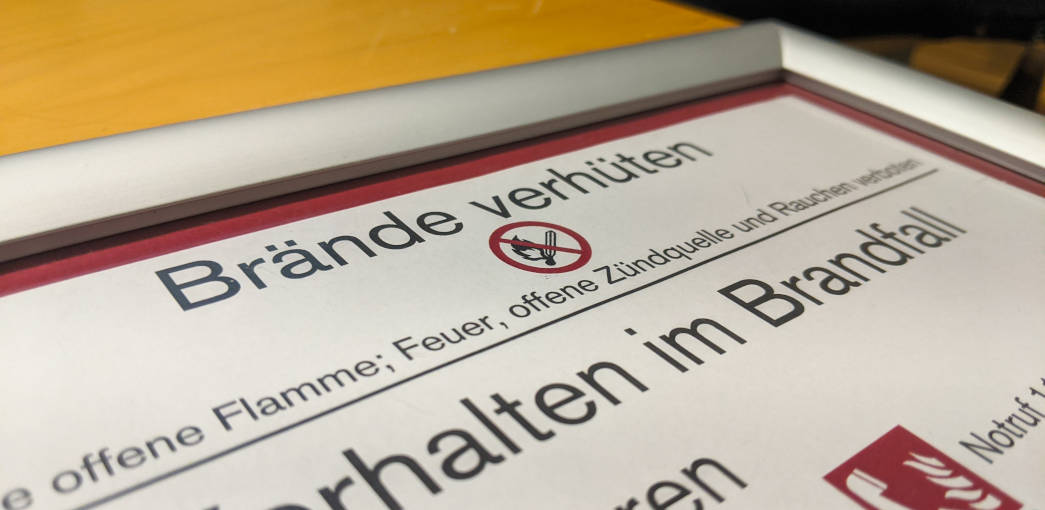 Brände verhüten
offene Flamme; Feuer, offene Zündquelle und Rauchen verboten
Verhalten im Brandfall
Notruf